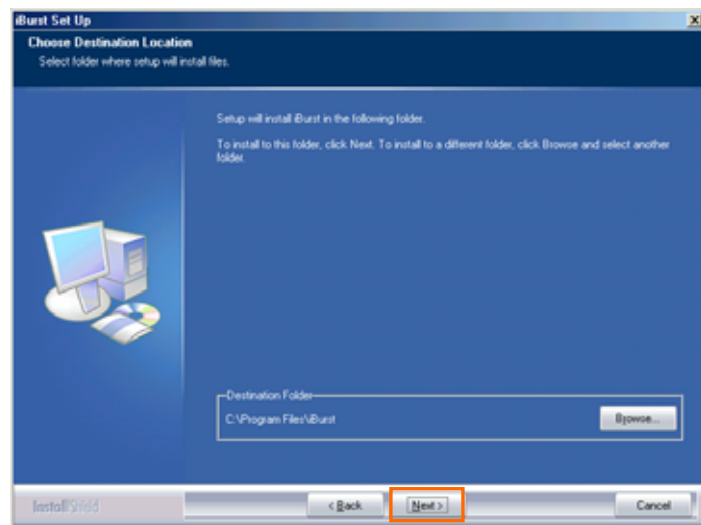 iBurst Set Up
Choose Destination Location
Select folder where setup will install files.
Setup will install iBurst in the following folder.
To install to this folder, click Next. To install to a different folder, click Browse and select another
folder.
Destination Folder
C:\Program Files\iBurst
Browse...
InstallShield
< Back
Next >
Cancel